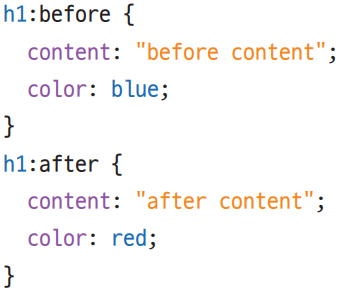 h1:before {
  content: "before content";
  color: blue;
}
h1:after {
  content: "after content";
  color: red;
}